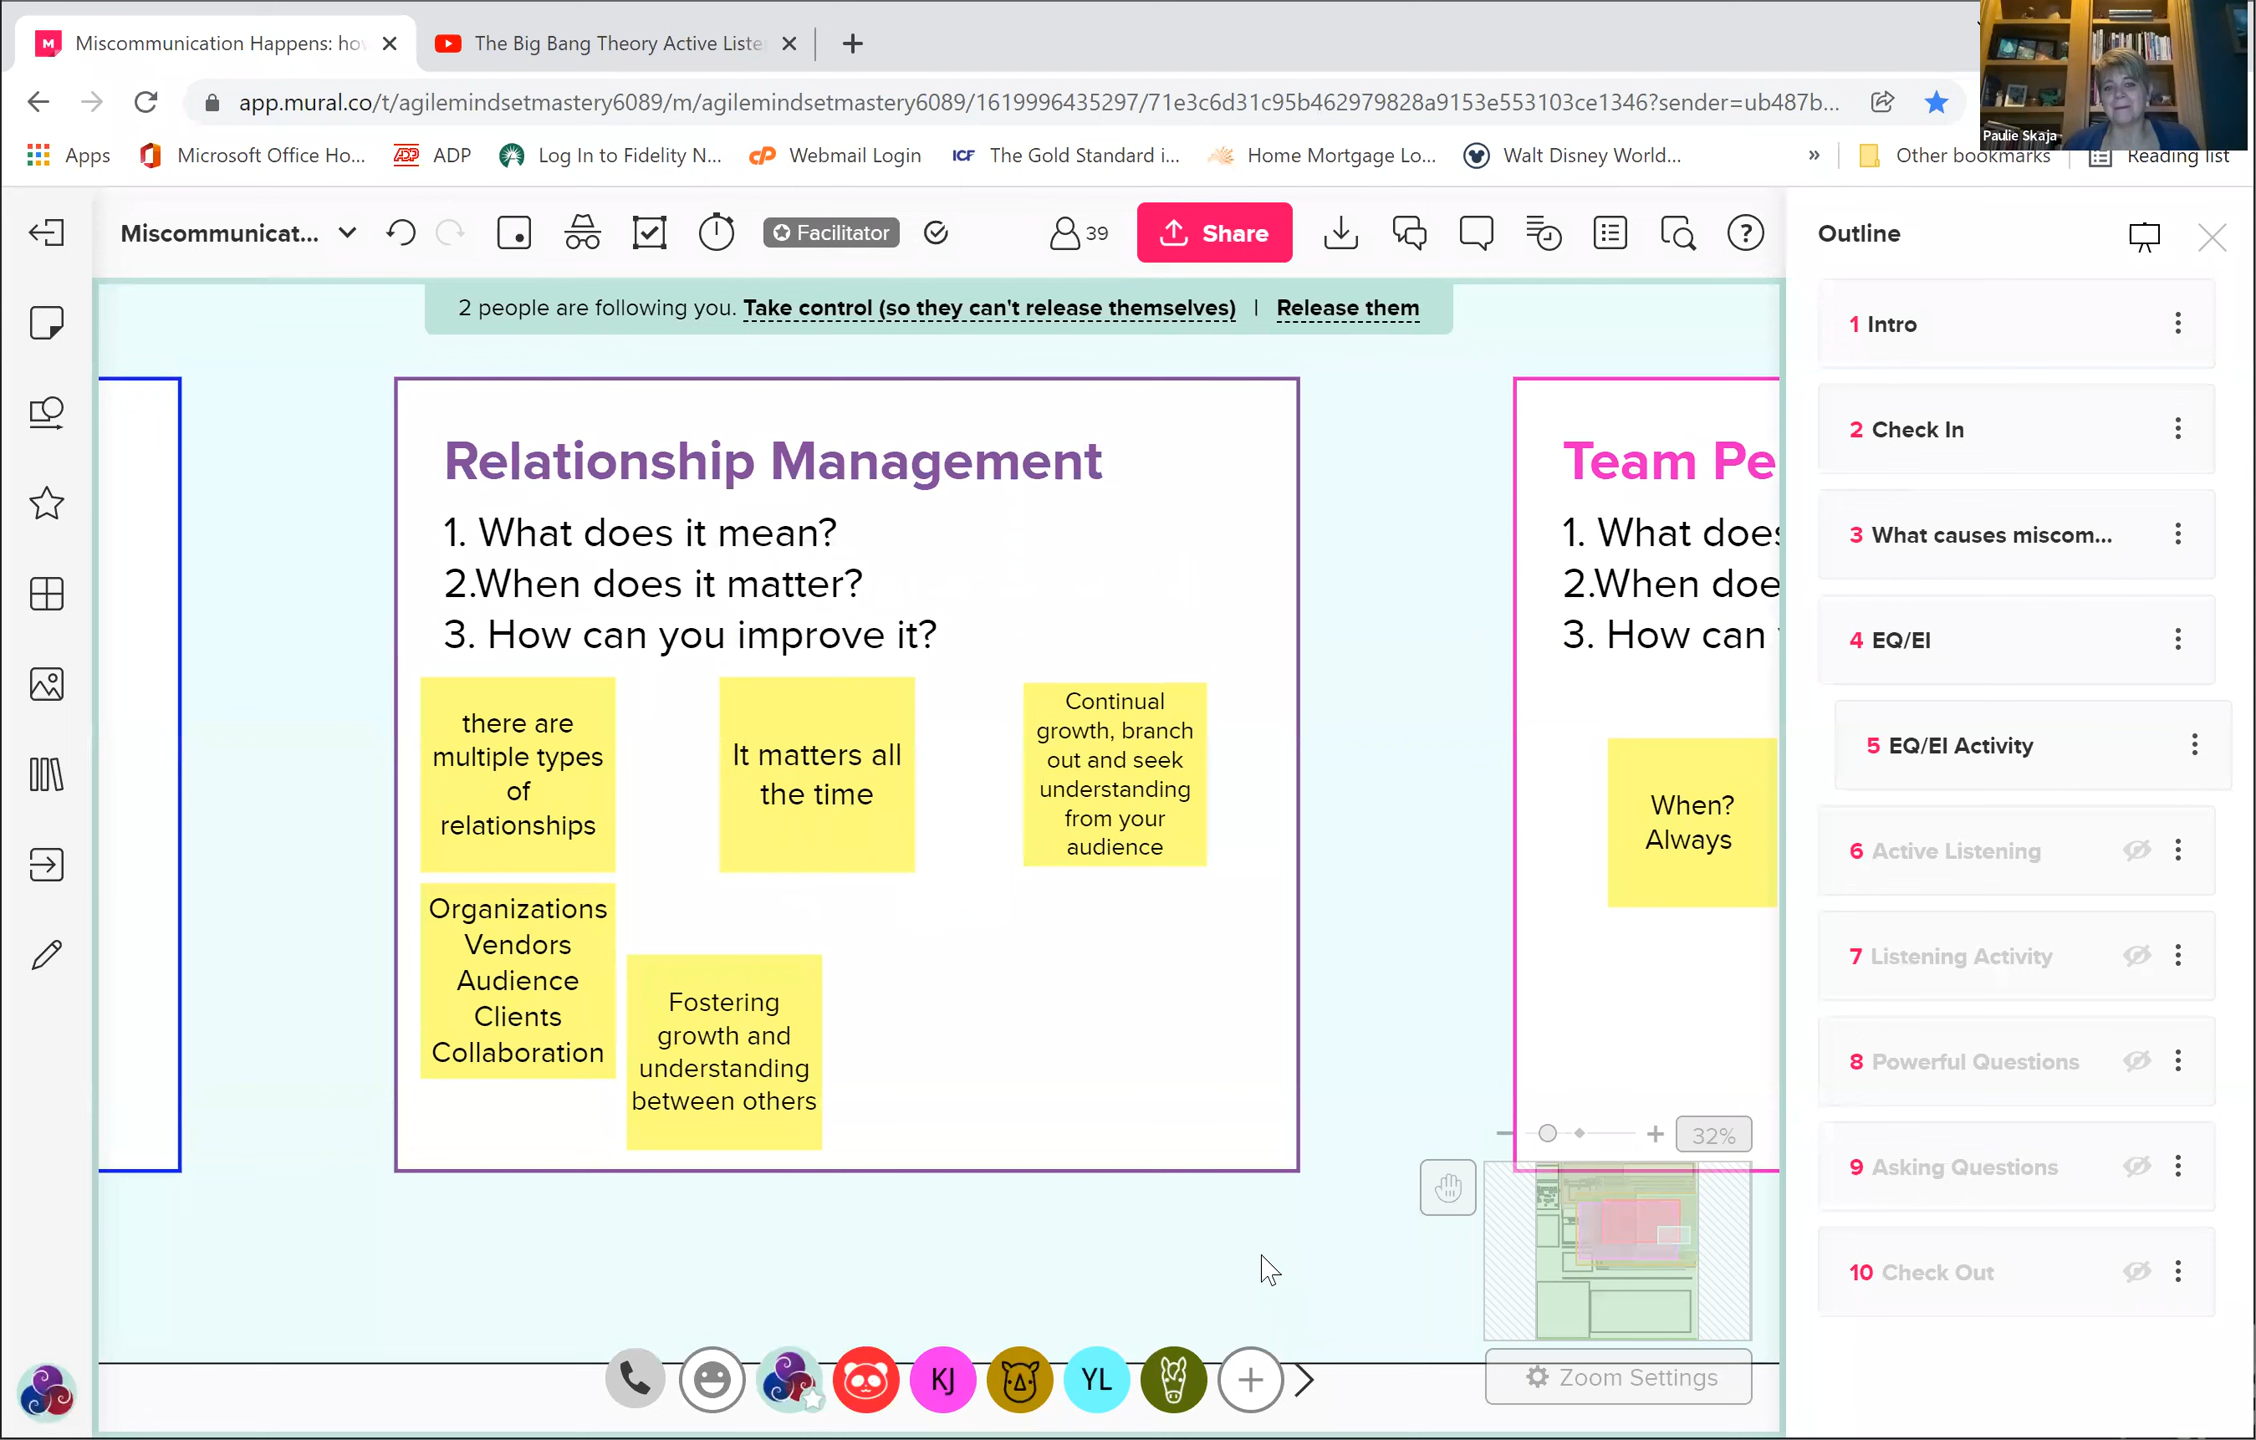 Miscommunication Happens: ho
The Big Bang Theory Active Liste
app.mural.co/t/agilemindsetmastery6089/m/agilemindsetmastery6089/1619996435297/71e3c6d31c95b462979828a9153e553103ce1346?sender=ub487b...
Paulie Skaja
Apps
Microsoft Office Ho...
ADP
ADP
Log In to Fidelity N...
cP
Webmail Login
ICF
The Gold Standard i...
Home Mortgage Lo...
Walt Disney World...
»
Other bookmarks
Reading list
Miscommunicat...
Facilitator
39
Share
2 people are following you. Take control (so they can't release themselves) | Release them
Relationship Management
1. What does it mean?
2.When does it matter?
3. How can you improve it?
there are
multiple types
of
relationships
It matters all
the time
Continual
growth, branch
out and seek
understanding
from your
audience
Organizations
Vendors
Audience
Clients
Collaboration
Fostering
growth and
understanding
between others
Team Pe
1. What does
2.When doe
3. How can
When?
Always
32%
Zoom Settings
KJ
YL
Outline
1 Intro
2 Check In
3 What causes miscom...
4 EQ/EI
5 EQ/EI Activity
6 Active Listening
7 Listening Activity
8 Powerful Questions
9 Asking Questions
10 Check Out